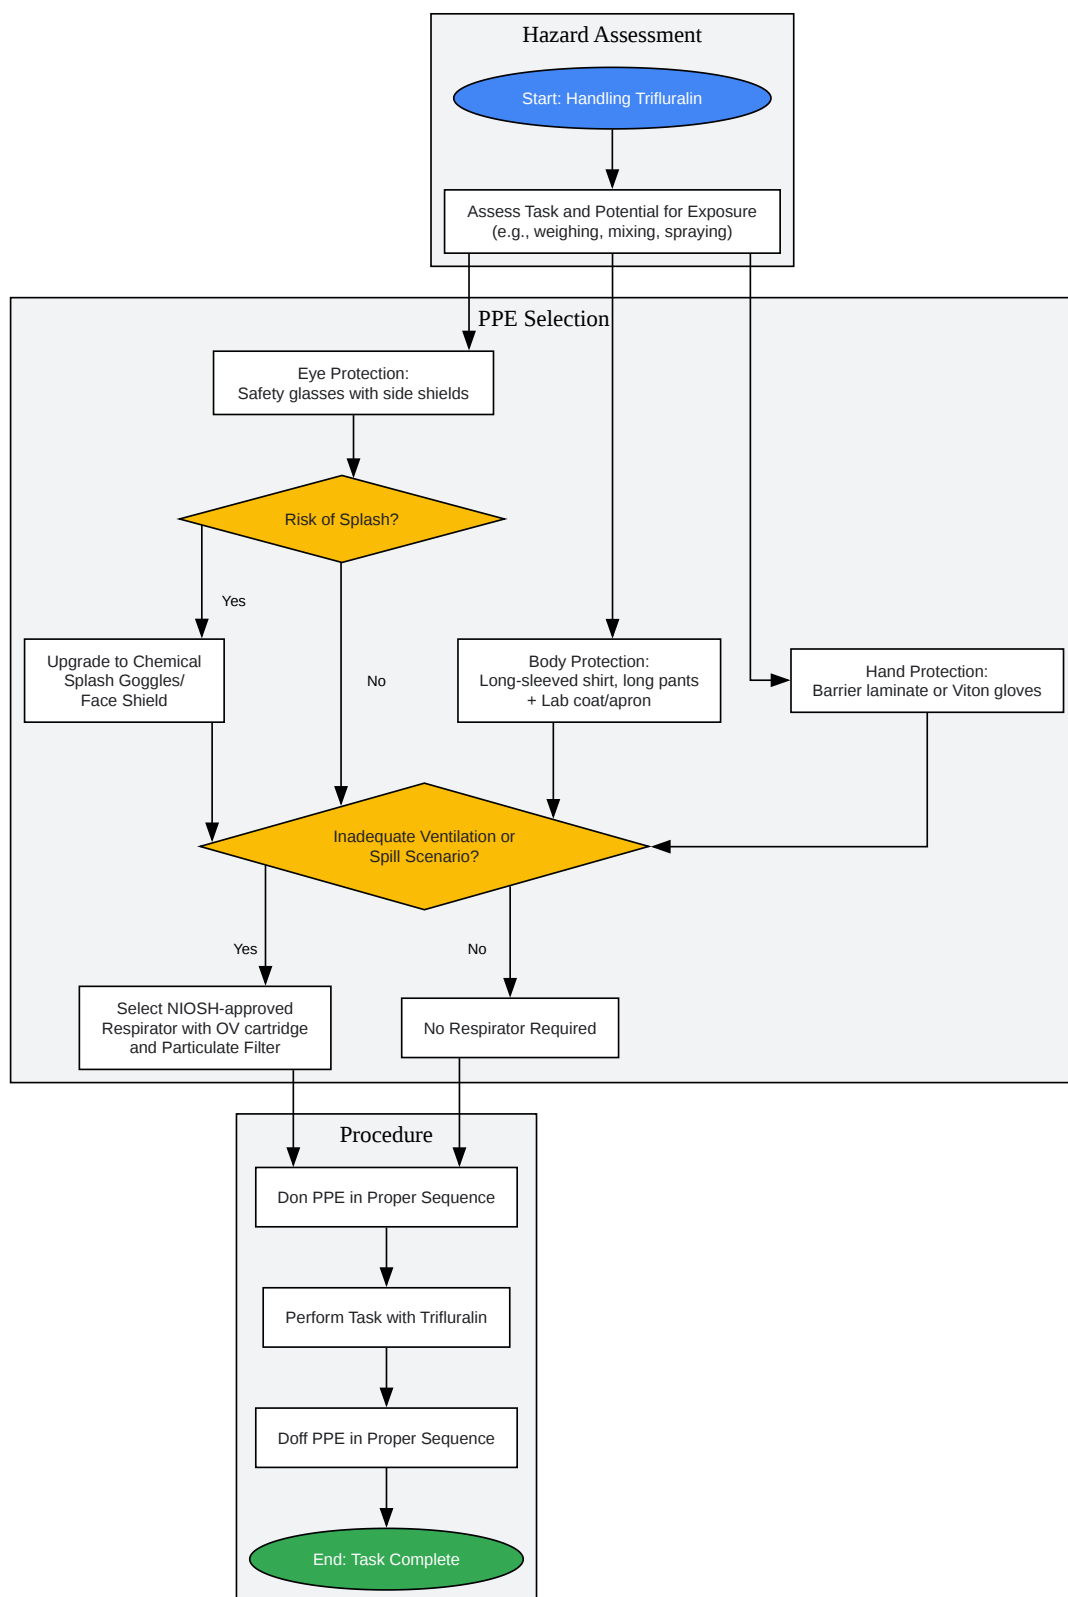 Hazard Assessment
Start: Handling Trifluralin
Assess Task and Potential for Exposure
(e.g., weighing, mixing, spraying)
PPE Selection
Eye Protection:
Safety glasses with side shields
Risk of Splash?
Yes
No
Upgrade to Chemical
Splash Goggles/
Face Shield
Body Protection:
Long-sleeved shirt, long pants
+ Lab coat/apron
Hand Protection:
Barrier laminate or Viton gloves
Inadequate Ventilation or
Spill Scenario?
Yes
No
Select NIOSH-approved
Respirator with OV cartridge
and Particulate Filter
No Respirator Required
Procedure
Don PPE in Proper Sequence
Perform Task with Trifluralin
Doff PPE in Proper Sequence
End: Task Complete